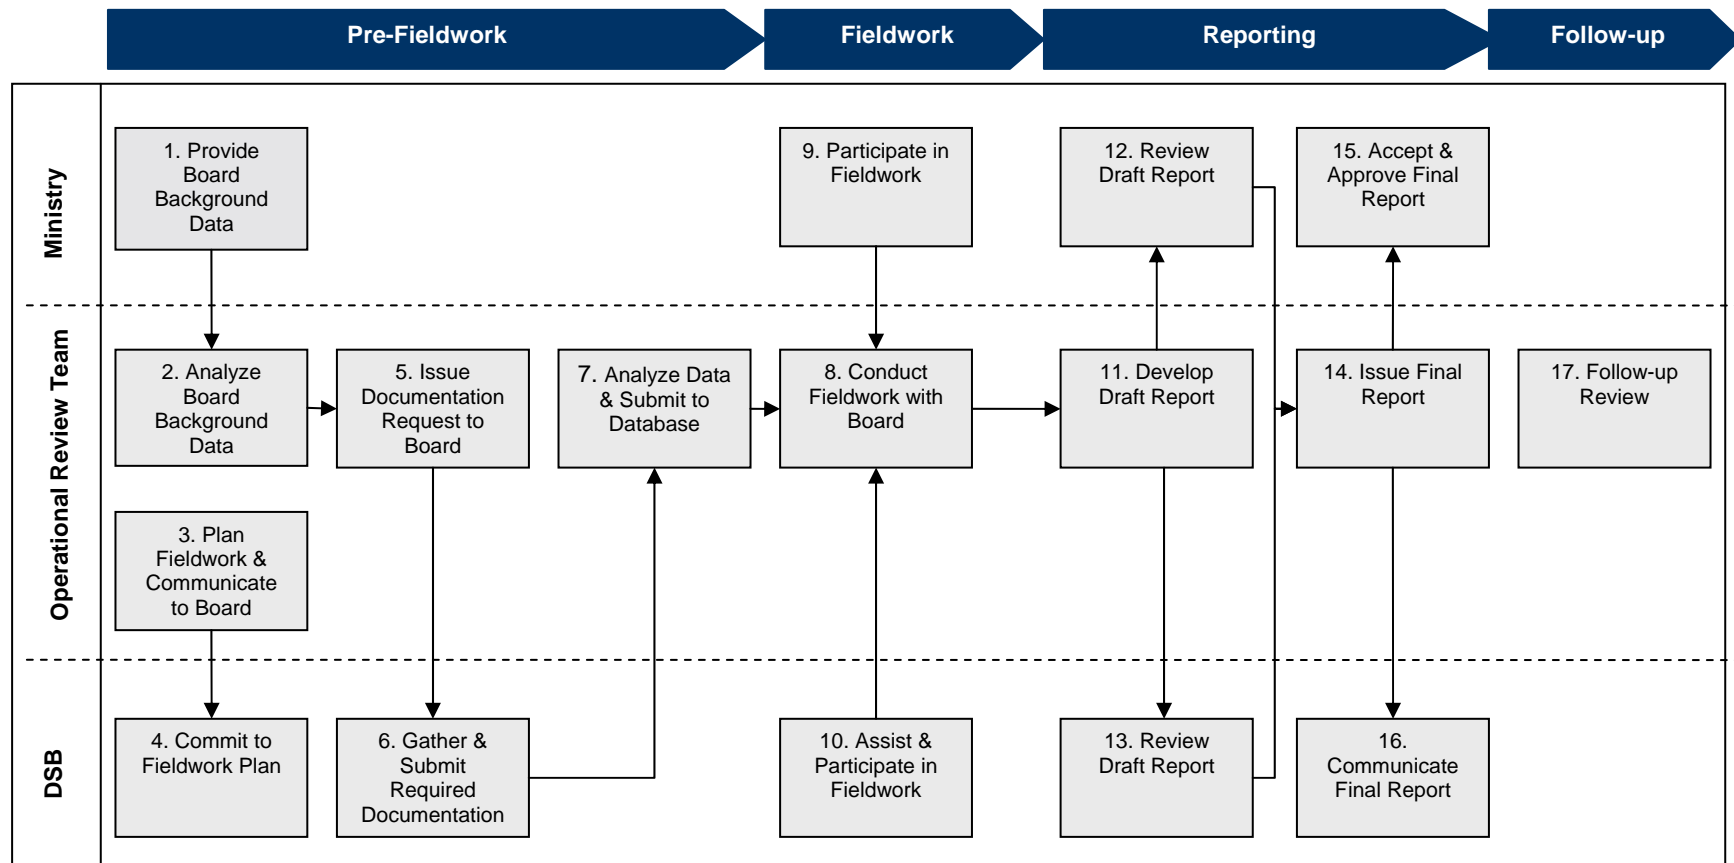 Pre-Fieldwork
Fieldwork
Reporting
Follow-up
Ministry
1. Provide
Board
Background
Data
9. Participate in
Fieldwork
12. Review
Draft Report
15. Accept &
Approve Final
Report
Operational Review Team
2. Analyze
Board
Background
Data
5. Issue
Documentation
Request to
Board
7. Analyze Data
& Submit to
Database
8. Conduct
Fieldwork with
Board
11. Develop
Draft Report
14. Issue Final
Report
17. Follow-up
Review
3. Plan
Fieldwork &
Communicate
to Board
DSB
4. Commit to
Fieldwork Plan
6. Gather &
Submit
Required
Documentation
10. Assist &
Participate in
Fieldwork
13. Review
Draft Report
16.
Communicate
Final Report